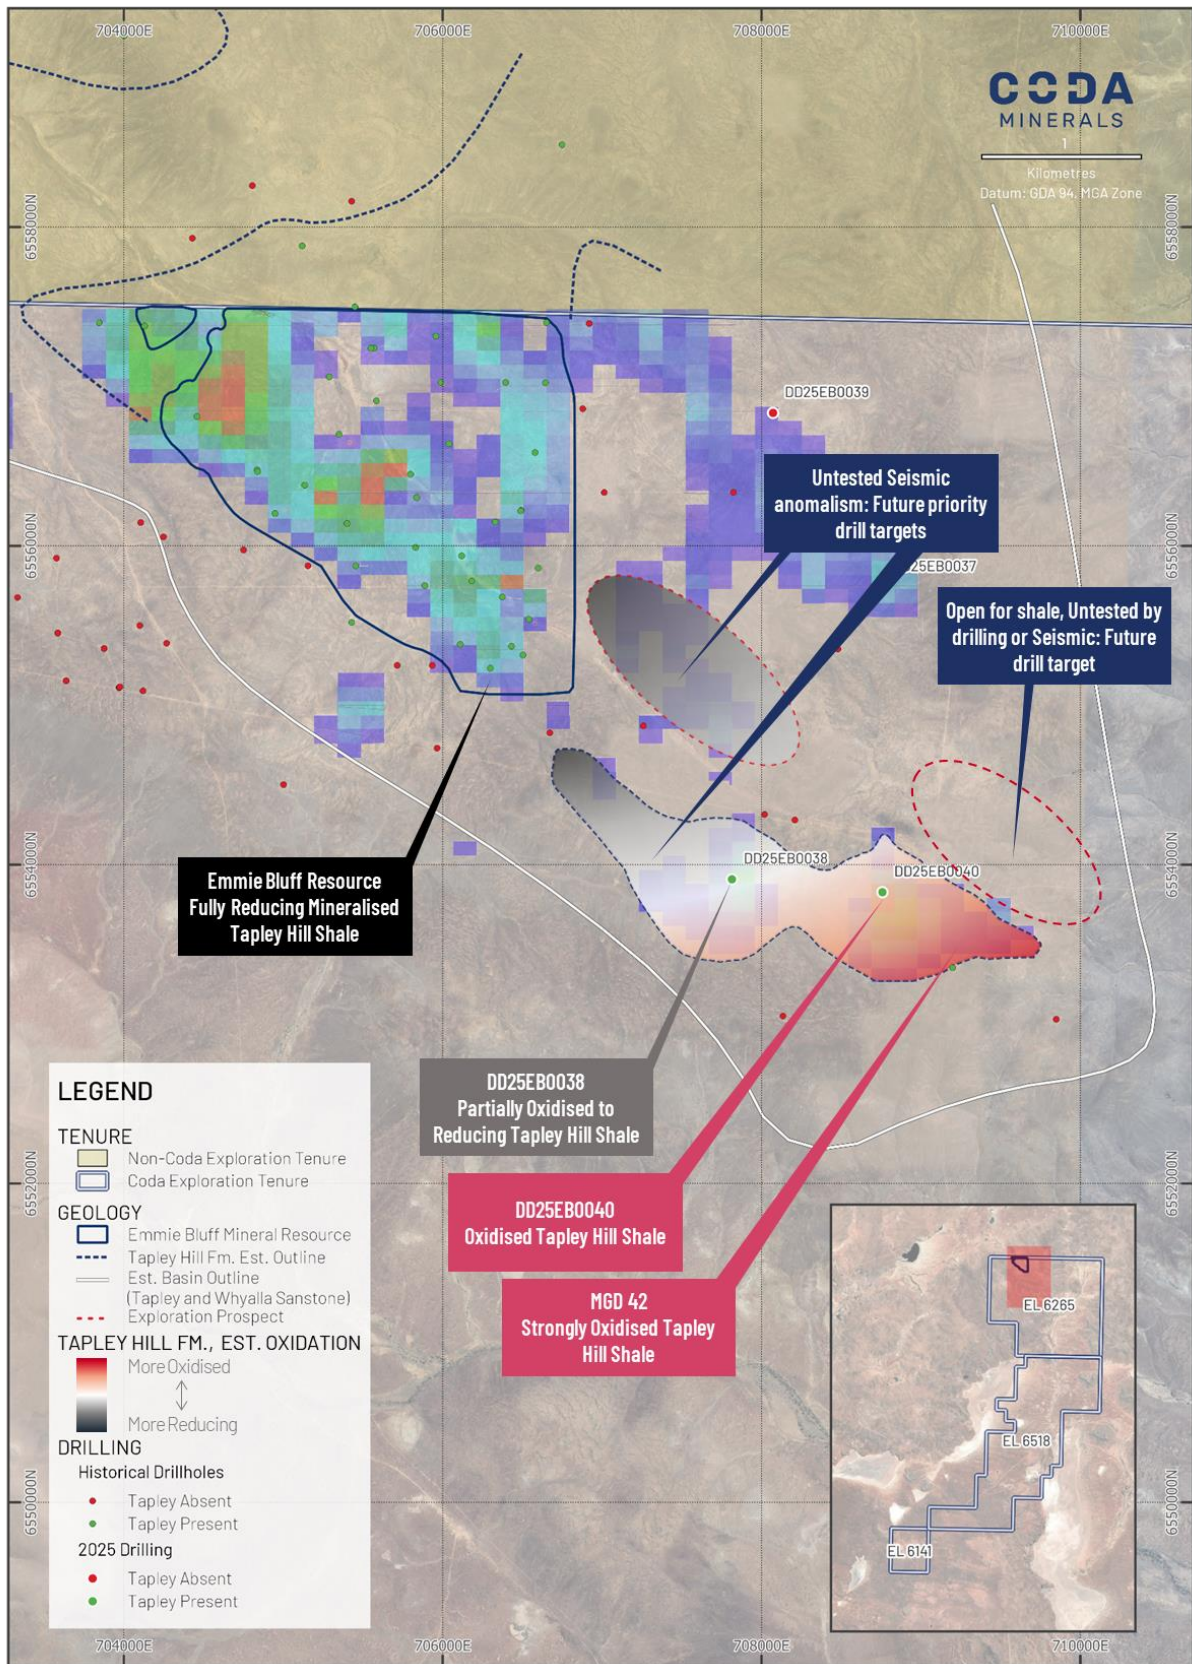 704000E
706000E
708000E
710000E
CODA
MINERALS
1
Kilometres
Datum: GDA 94, MGA Zone
6558000N
6558000N
DD25EB0039
Untested Seismic
anomalism: Future priority
drill targets
6556000N
6556000N
25EB0037
Open for shale, Untested by
drilling or Seismic: Future
drill target
DD25EB0038
DD25EB0040
6554000N
6554000N
Emmie Bluff Resource
Fully Reducing Mineralised
Tapley Hill Shale
DD25EB0038
Partially Oxidised to
Reducing Tapley Hill Shale
DD25EB0040
Oxidised Tapley Hill Shale
MGD 42
Strongly Oxidised Tapley
Hill Shale
6552000N
6552000N
LEGEND
TENURE
Non-Coda Exploration Tenure
Coda Exploration Tenure
GEOLOGY
Emmie Bluff Mineral Resource
Tapley Hill Fm. Est. Outline
Est. Basin Outline
(Tapley and Whyalla Sanstone)
Exploration Prospect
TAPLEY HILL FM., EST. OXIDATION
More Oxidised
More Reducing
DRILLING
Historical Drillholes
Tapley Absent
Tapley Present
2025 Drilling
Tapley Absent
Tapley Present
EL 6265
EL 6518
EL 6141
6550000N
6550000N
704000E
706000E
708000E
710000E